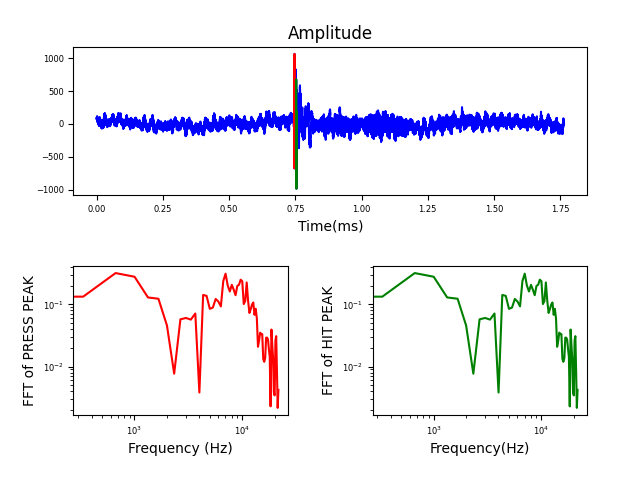 Amplitude
1000
500
0
−500
−1000
0.00 0.25 0.50 0.75 1.00 1.25 1.50 1.75
Time(ms)
FFT of PRESS PEAK
10⁻¹
10⁻²
10³ 10⁴
Frequency (Hz)
FFT of HIT PEAK
10⁻¹
10⁻²
10³ 10⁴
Frequency(Hz)